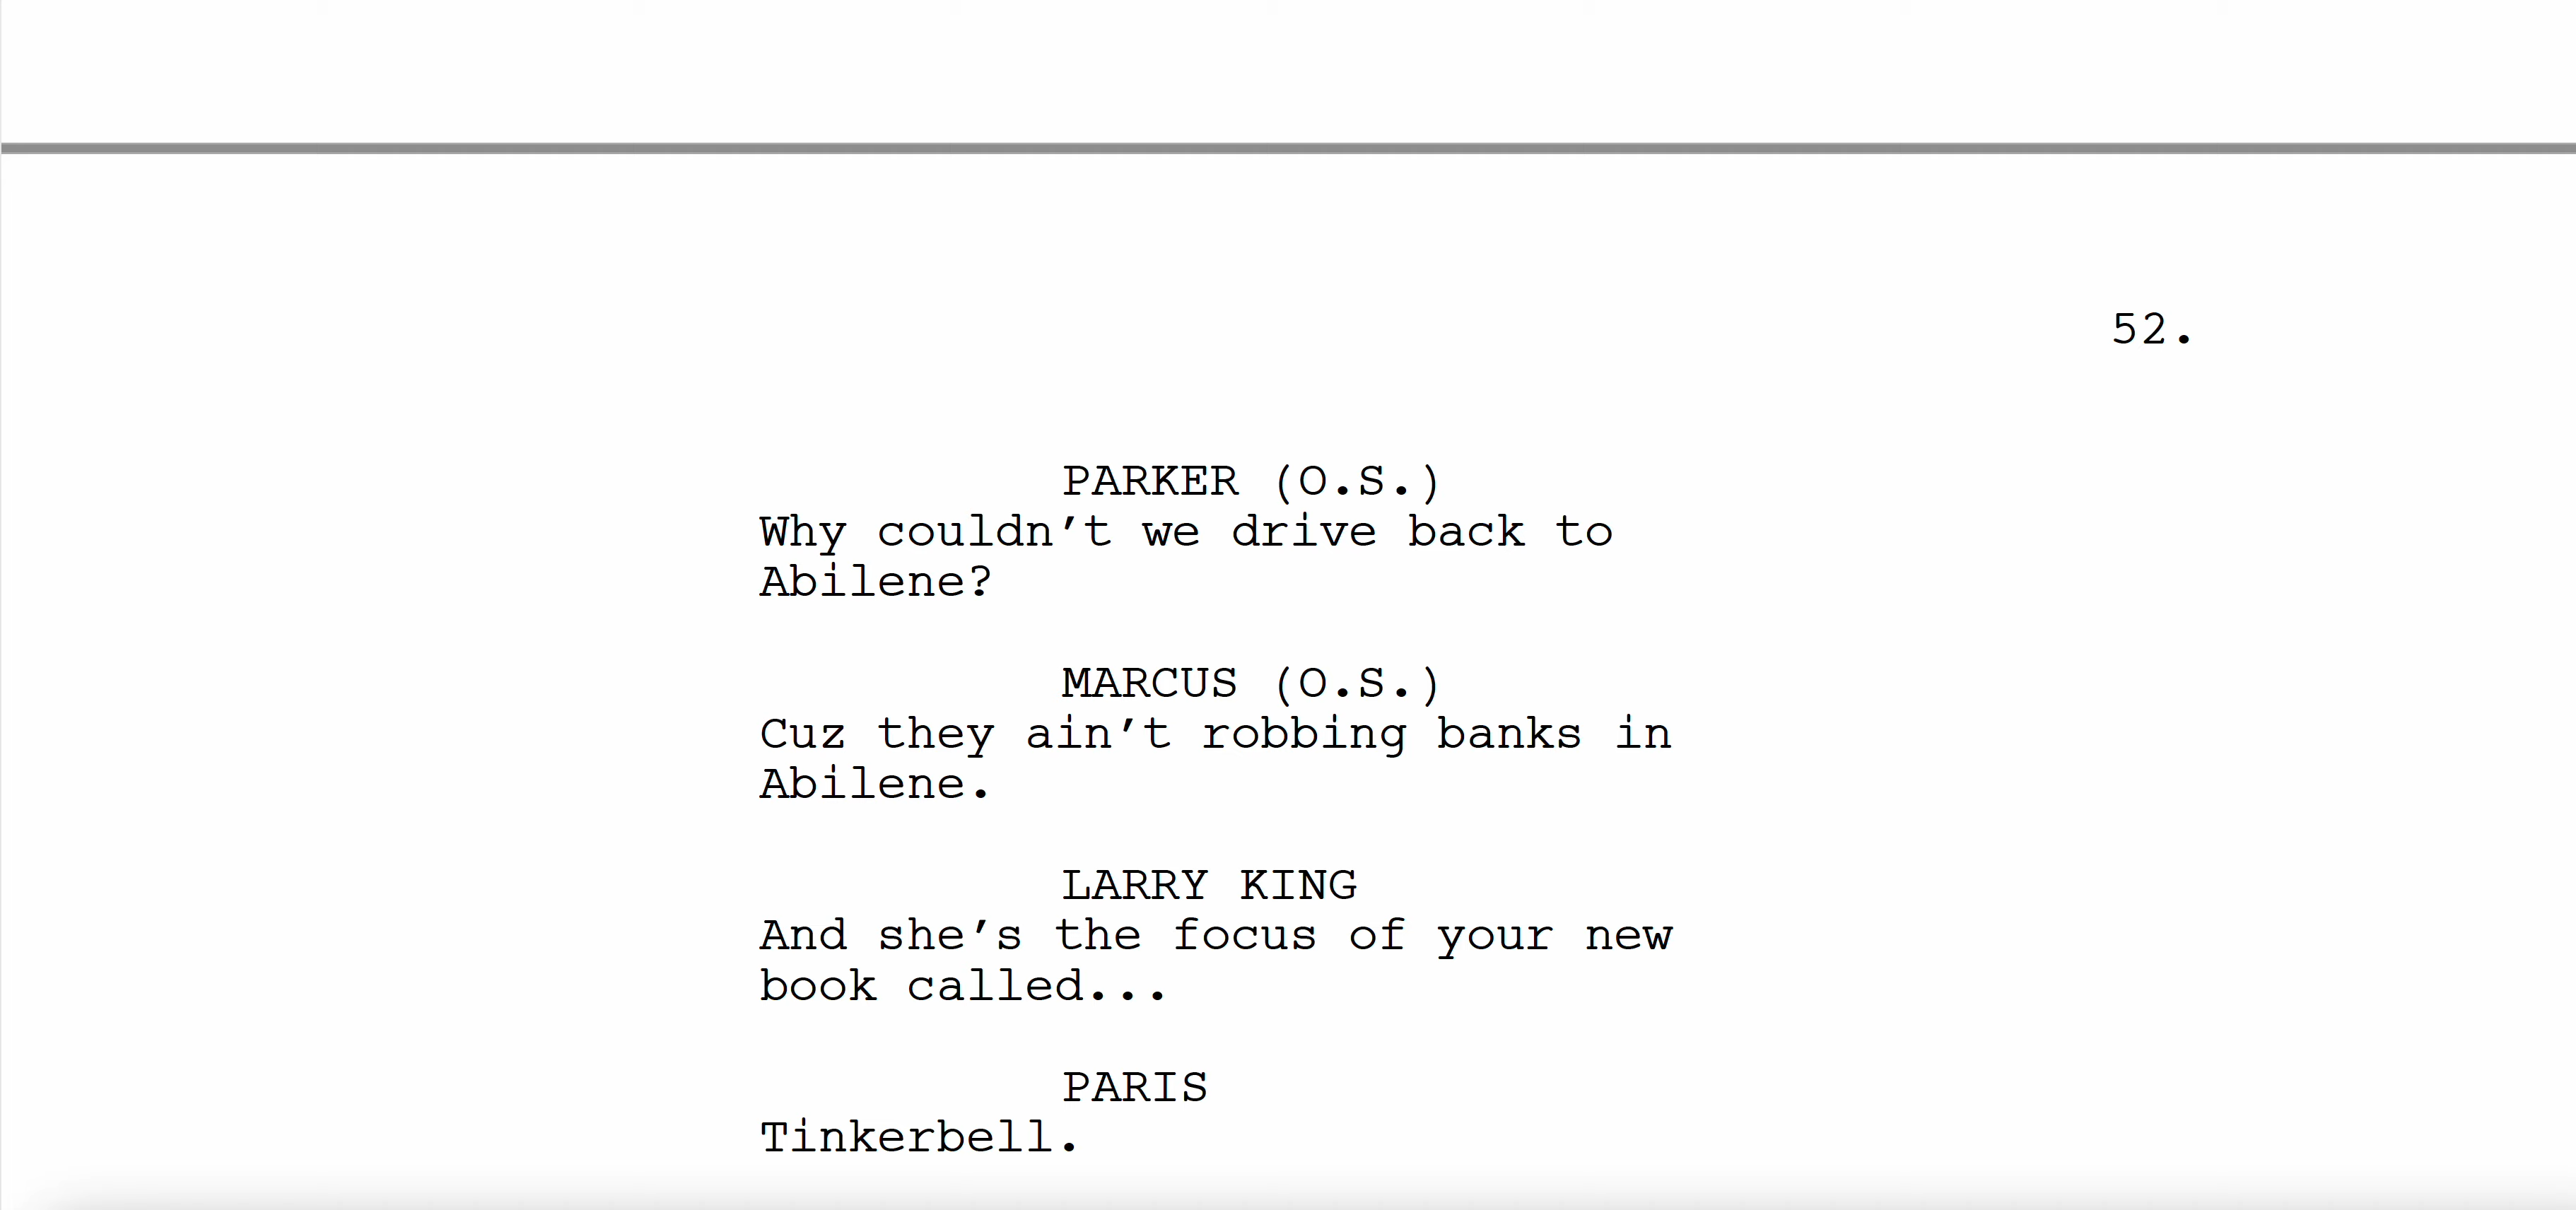 52.
PARKER (O.S.)
Why couldn’t we drive back to
Abilene?
MARCUS (O.S.)
Cuz they ain’t robbing banks in
Abilene.
LARRY KING
And she’s the focus of your new
book called...
PARIS
Tinkerbell.